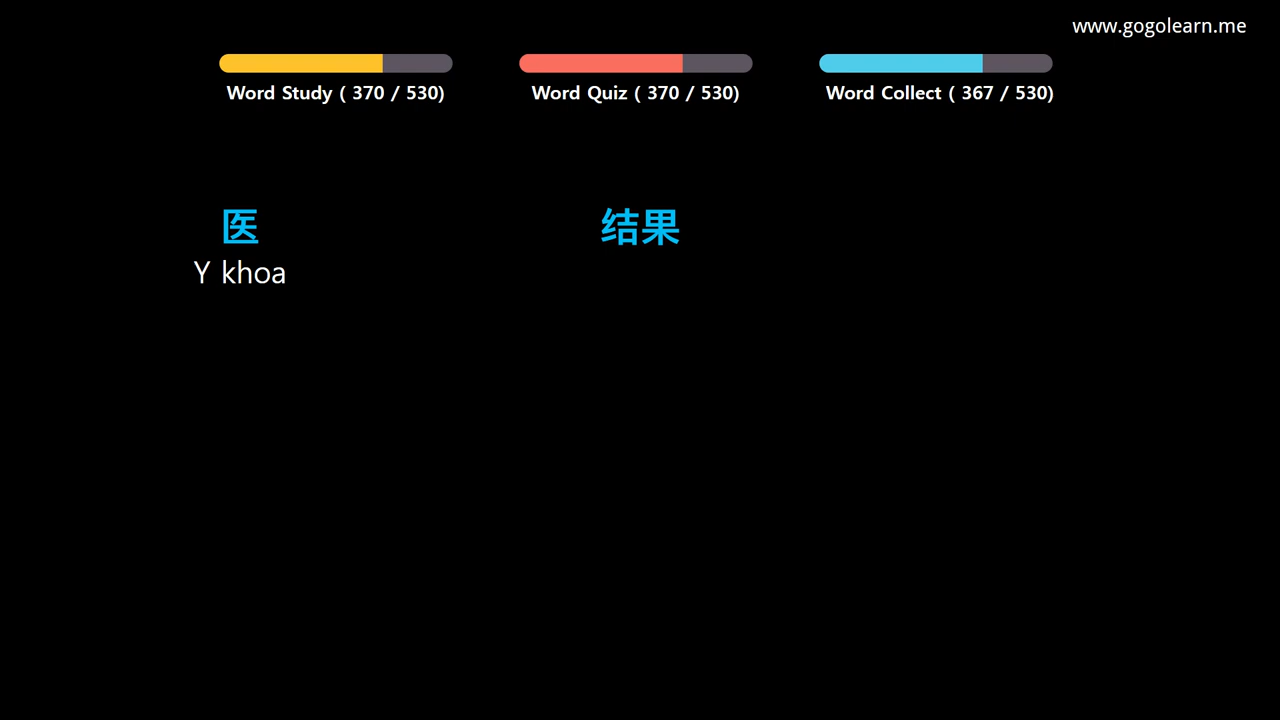 www.gogolearn.me
Word Study ( 370 / 530)
Word Quiz ( 370 / 530)
Word Collect ( 367 / 530)
医
结果
Y khoa